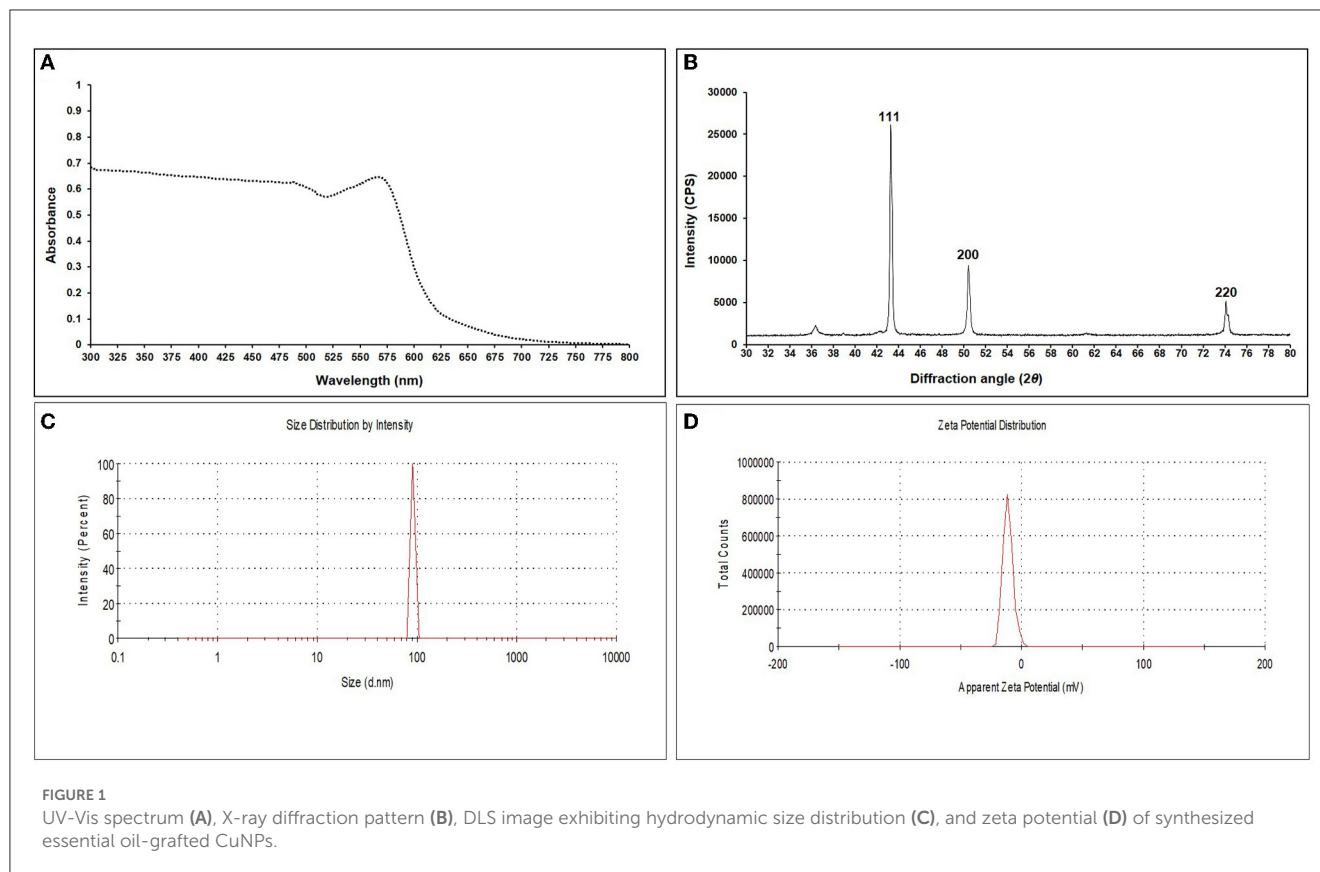 A
1
0.9
0.8
0.7
0.6
0.5
0.4
0.3
0.2
0.1
0
Absorbance
300 325 350 375 400 425 450 475 500 525 550 575 600 625 650 675 700 725 750 775 800
Wavelength (nm)
B
30000
25000
20000
15000
10000
5000
0
Intensity (CPS)
111
200
220
30 32 34 36 38 40 42 44 46 48 50 52 54 56 58 60 62 64 66 68 70 72 74 76 78 80
Diffraction angle (2θ)
C
Size Distribution by Intensity
100
80
60
40
20
0
Intensity (Percent)
0.1 1 10 100 1000 10000
Size (d.nm)
D
Zeta Potential Distribution
1000000
800000
600000
400000
200000
0
Total Counts
-200 -100 0 100 200
Apparent Zeta Potential (mV)
FIGURE 1
UV-Vis spectrum (A), X-ray diffraction pattern (B), DLS image exhibiting hydrodynamic size distribution (C), and zeta potential (D) of synthesized
essential oil-grafted CuNPs.